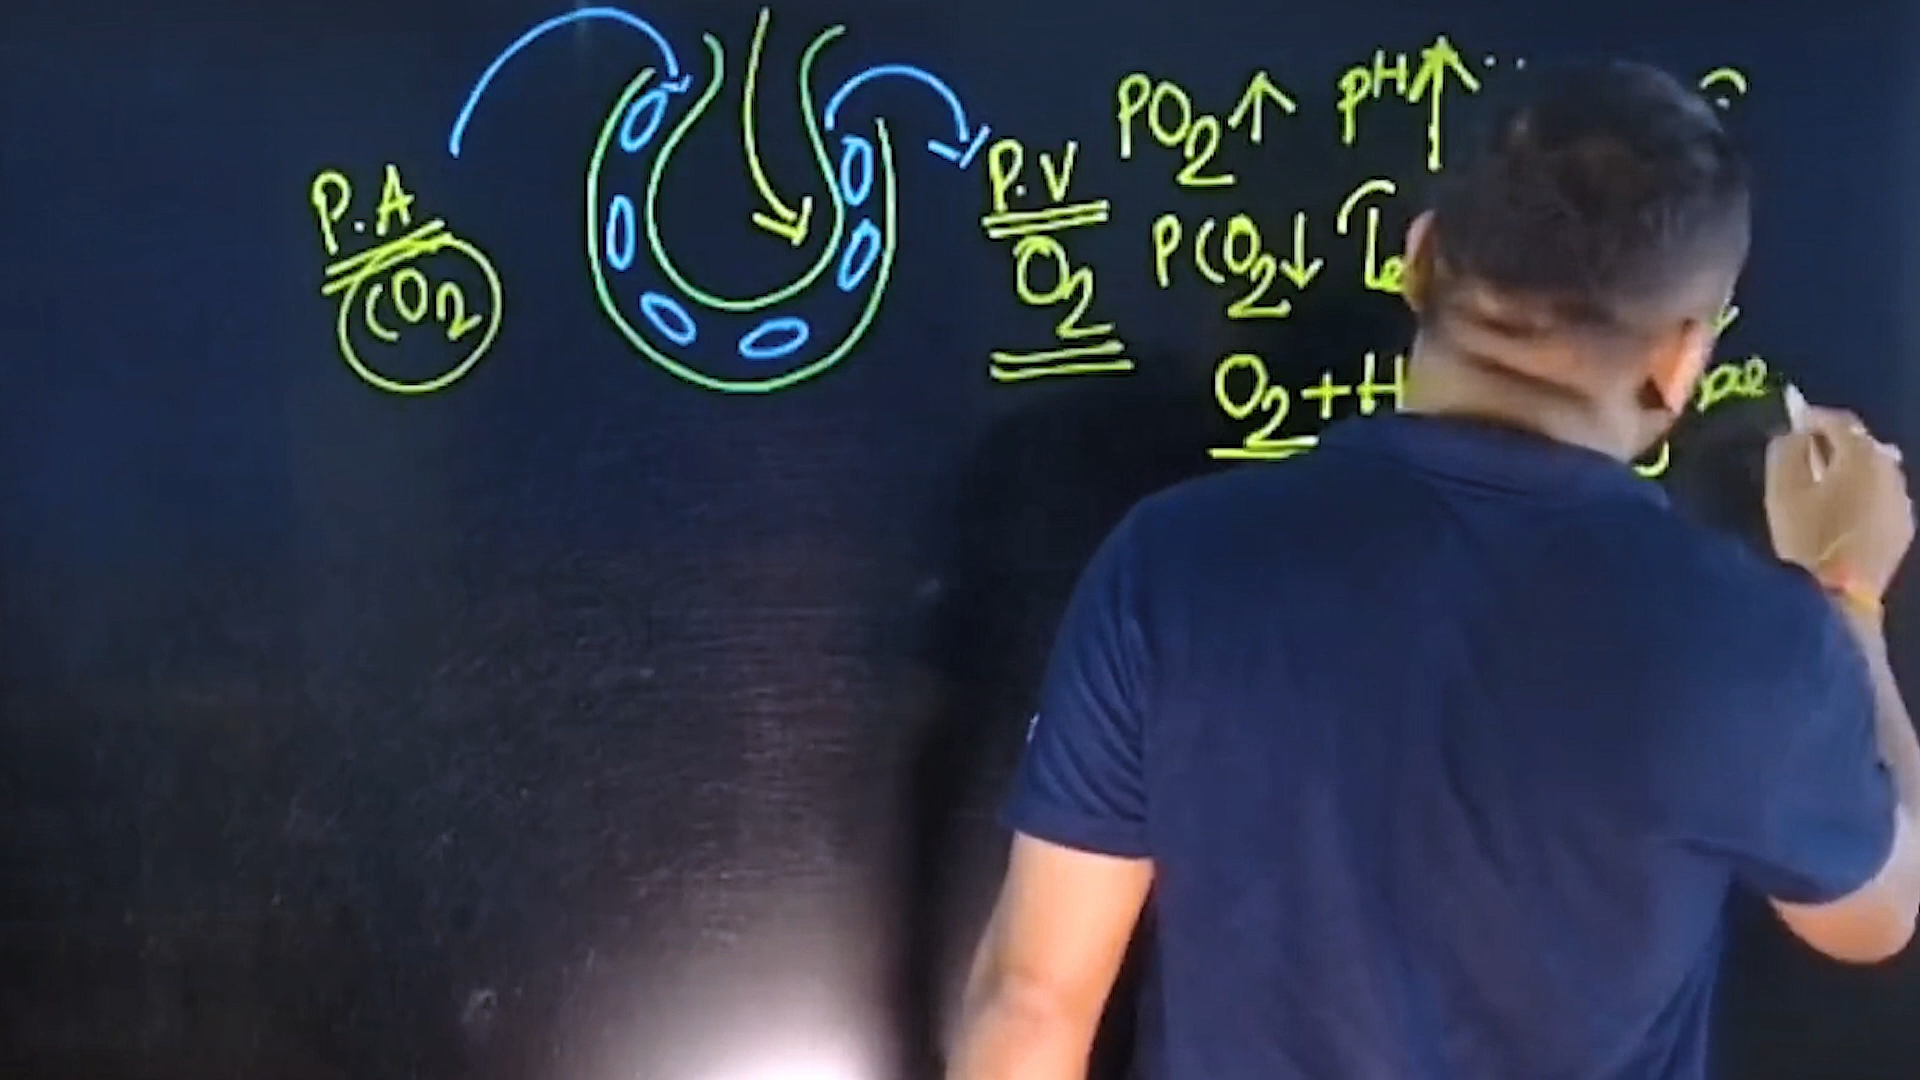 P.A
CO2
P.V
O2
PO2↑ pH↑
PCO2↓
O2 + H